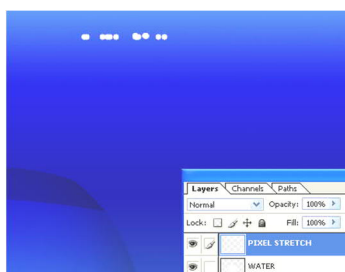 Layers Channels Paths
Normal Opacity: 100%
Lock: Fill: 100%
PIXEL STRETCH
WATER